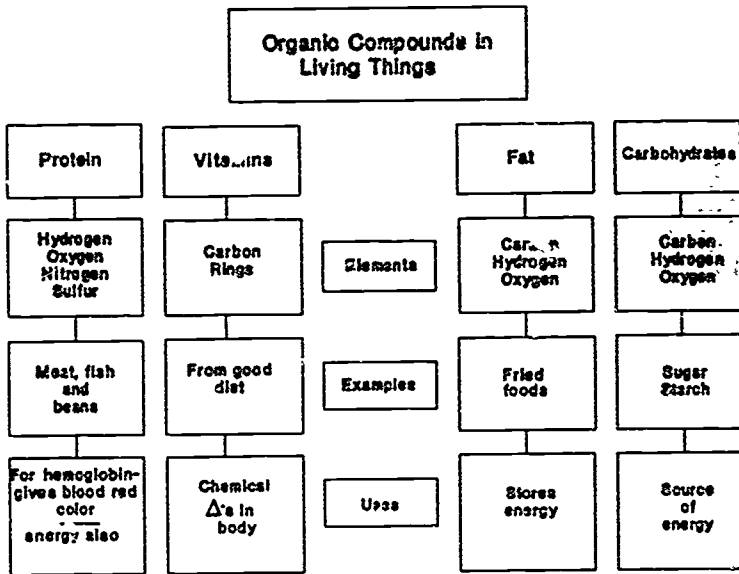 Organic Compounds in
Living Things
Protein
Vitamins
Fat
Carbohydrates
Hydrogen
Oxygen
Nitrogen
Sulfur
Carbon
Rings
Elements
Carbon
Hydrogen
Oxygen
Carbon
Hydrogen
Oxygen
Meat, fish
and
beans
From good
diet
Examples
Fried
foods
Sugar
Starch
For hemoglobin-
gives blood red
color
energy also
Chemical
Δ's in
body
Uses
Stores
energy
Source
of
energy